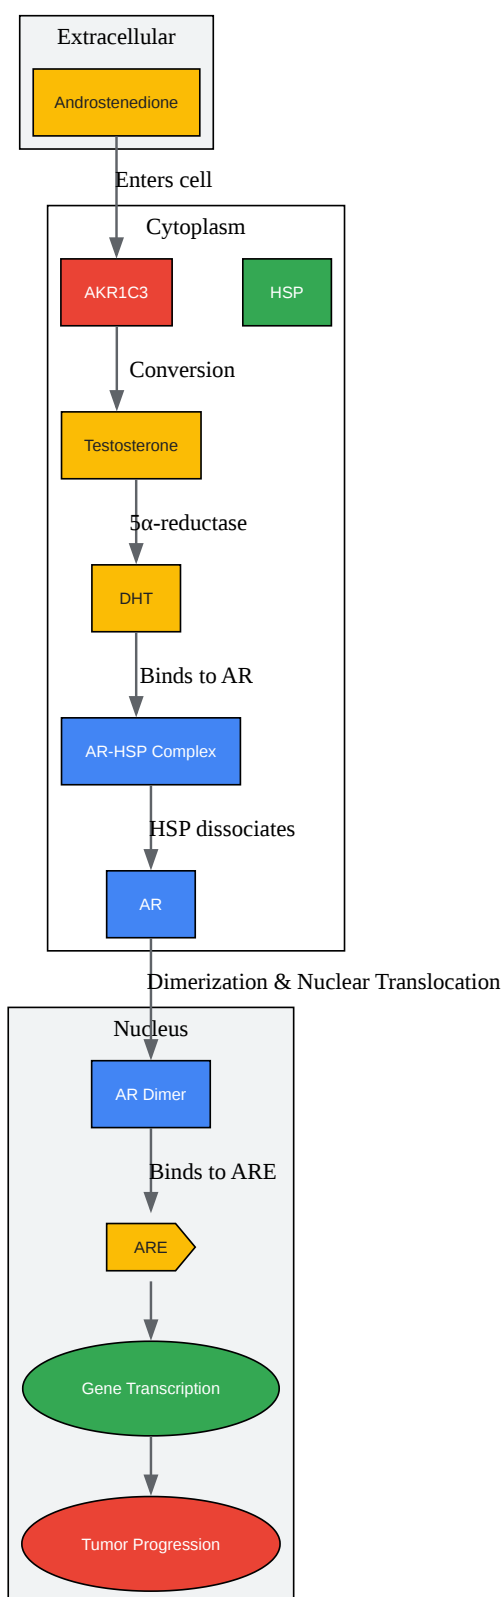 Extracellular
Androstenedione
Enters cell
Cytoplasm
AKR1C3
HSP
Conversion
Testosterone
5α-reductase
DHT
Binds to AR
AR-HSP Complex
HSP dissociates
AR
Dimerization & Nuclear Translocation
Nucleus
AR Dimer
Binds to ARE
ARE
Gene Transcription
Tumor Progression